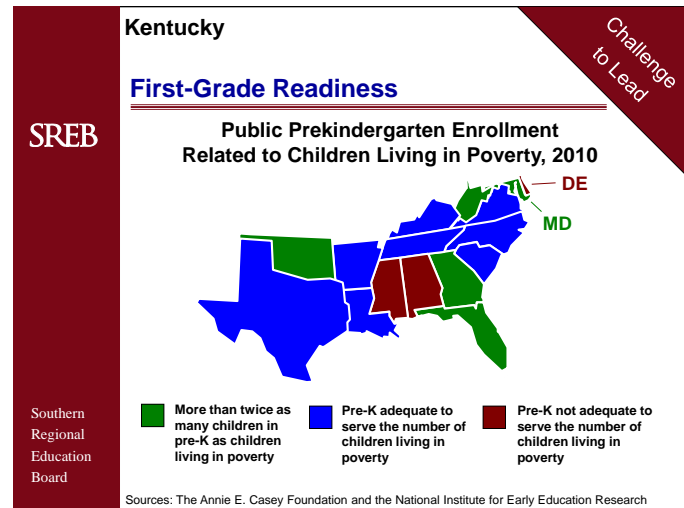 Kentucky
Challenge
to Lead
First-Grade Readiness
SREB
Public Prekindergarten Enrollment
Related to Children Living in Poverty, 2010
DE
MD
More than twice as
many children in
pre-K as children
living in poverty
Pre-K adequate to
serve the number of
children living in
poverty
Pre-K not adequate to
serve the number of
children living in
poverty
Southern
Regional
Education
Board
Sources: The Annie E. Casey Foundation and the National Institute for Early Education Research